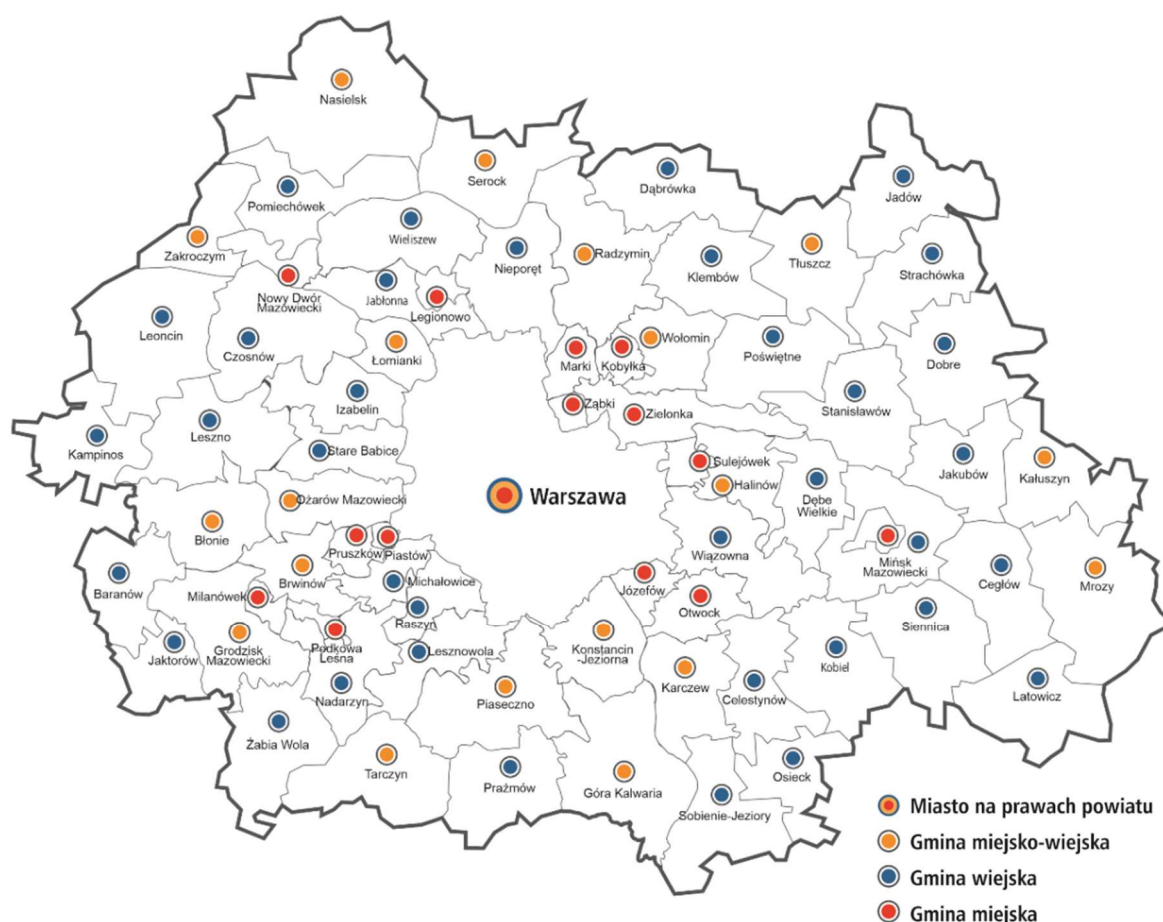 Nasielsk
Serock
Dąbrówka
Jadów
Pomiechówek
Wieliszew
Zakroczym
Nieporęt
Radzymin
Klembów
Tłuszcz
Strachówka
Nowy Dwór
Mazowiecki
Jabłonna
Legionowo
Leoncin
Czosnów
Łomianki
Marki
Kobyłka
Wołomin
Poświętne
Dobre
Izabelin
Ząbki
Zielonka
Stanisławów
Leszno
Kampinos
Stare Babice
Sulejówek
Halinów
Dębe
Wielkie
Jakubów
Kałuszyn
Ożarów Mazowiecki
Warszawa
Błonie
Pruszków
Piastów
Wiązowna
Mińsk
Mazowiecki
Cegłów
Mrozy
Baranów
Brwinów
Michałowice
Milanówek
Józefów
Otwock
Raszyn
Siennica
Jaktorów
Grodzisk
Mazowiecki
Podkowa
Leśna
Lesznowola
Konstancin
-Jeziorna
Kobiel
Karczew
Celestynów
Latowicz
Nadarzyn
Piaseczno
Żabia Wola
Tarczyn
Prażmów
Góra Kalwaria
Osieck
Sobienie-Jeziory
Miasto na prawach powiatu
Gmina miejsko-wiejska
Gmina wiejska
Gmina miejska